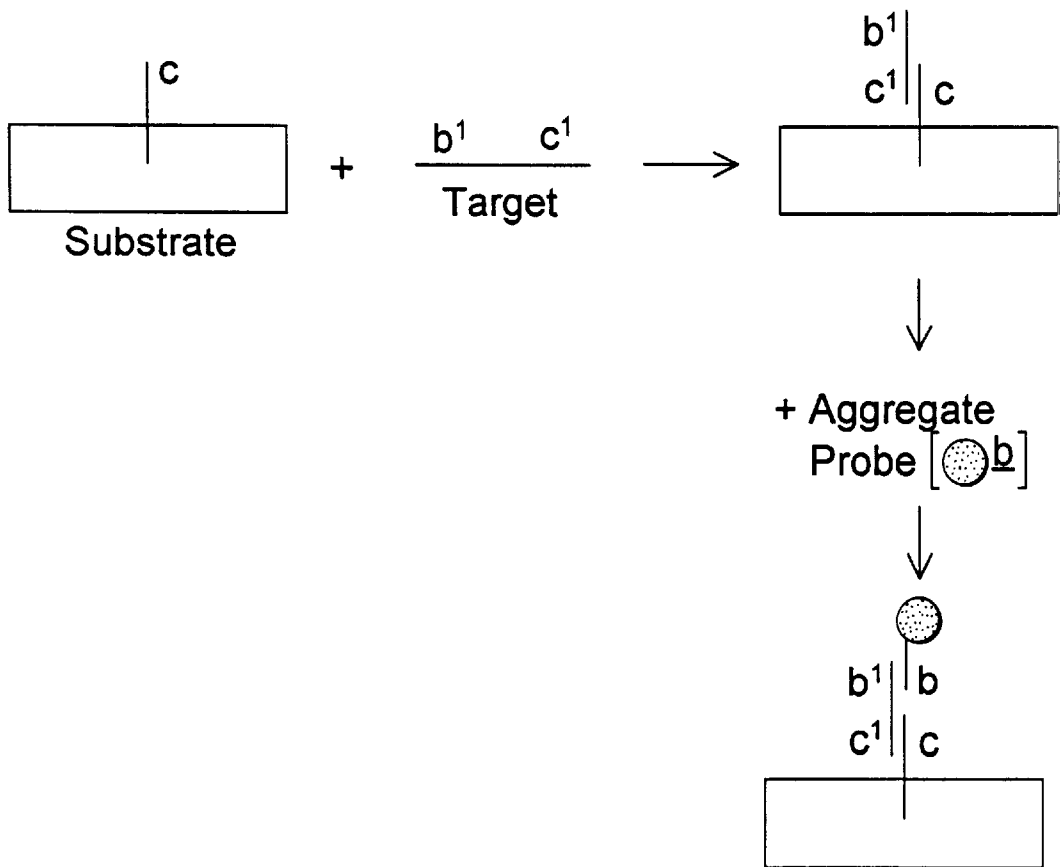 c
+
b¹ c¹
Target
Substrate
b¹
c¹ c
+ Aggregate
Probe [b]
b¹ b
c¹ c